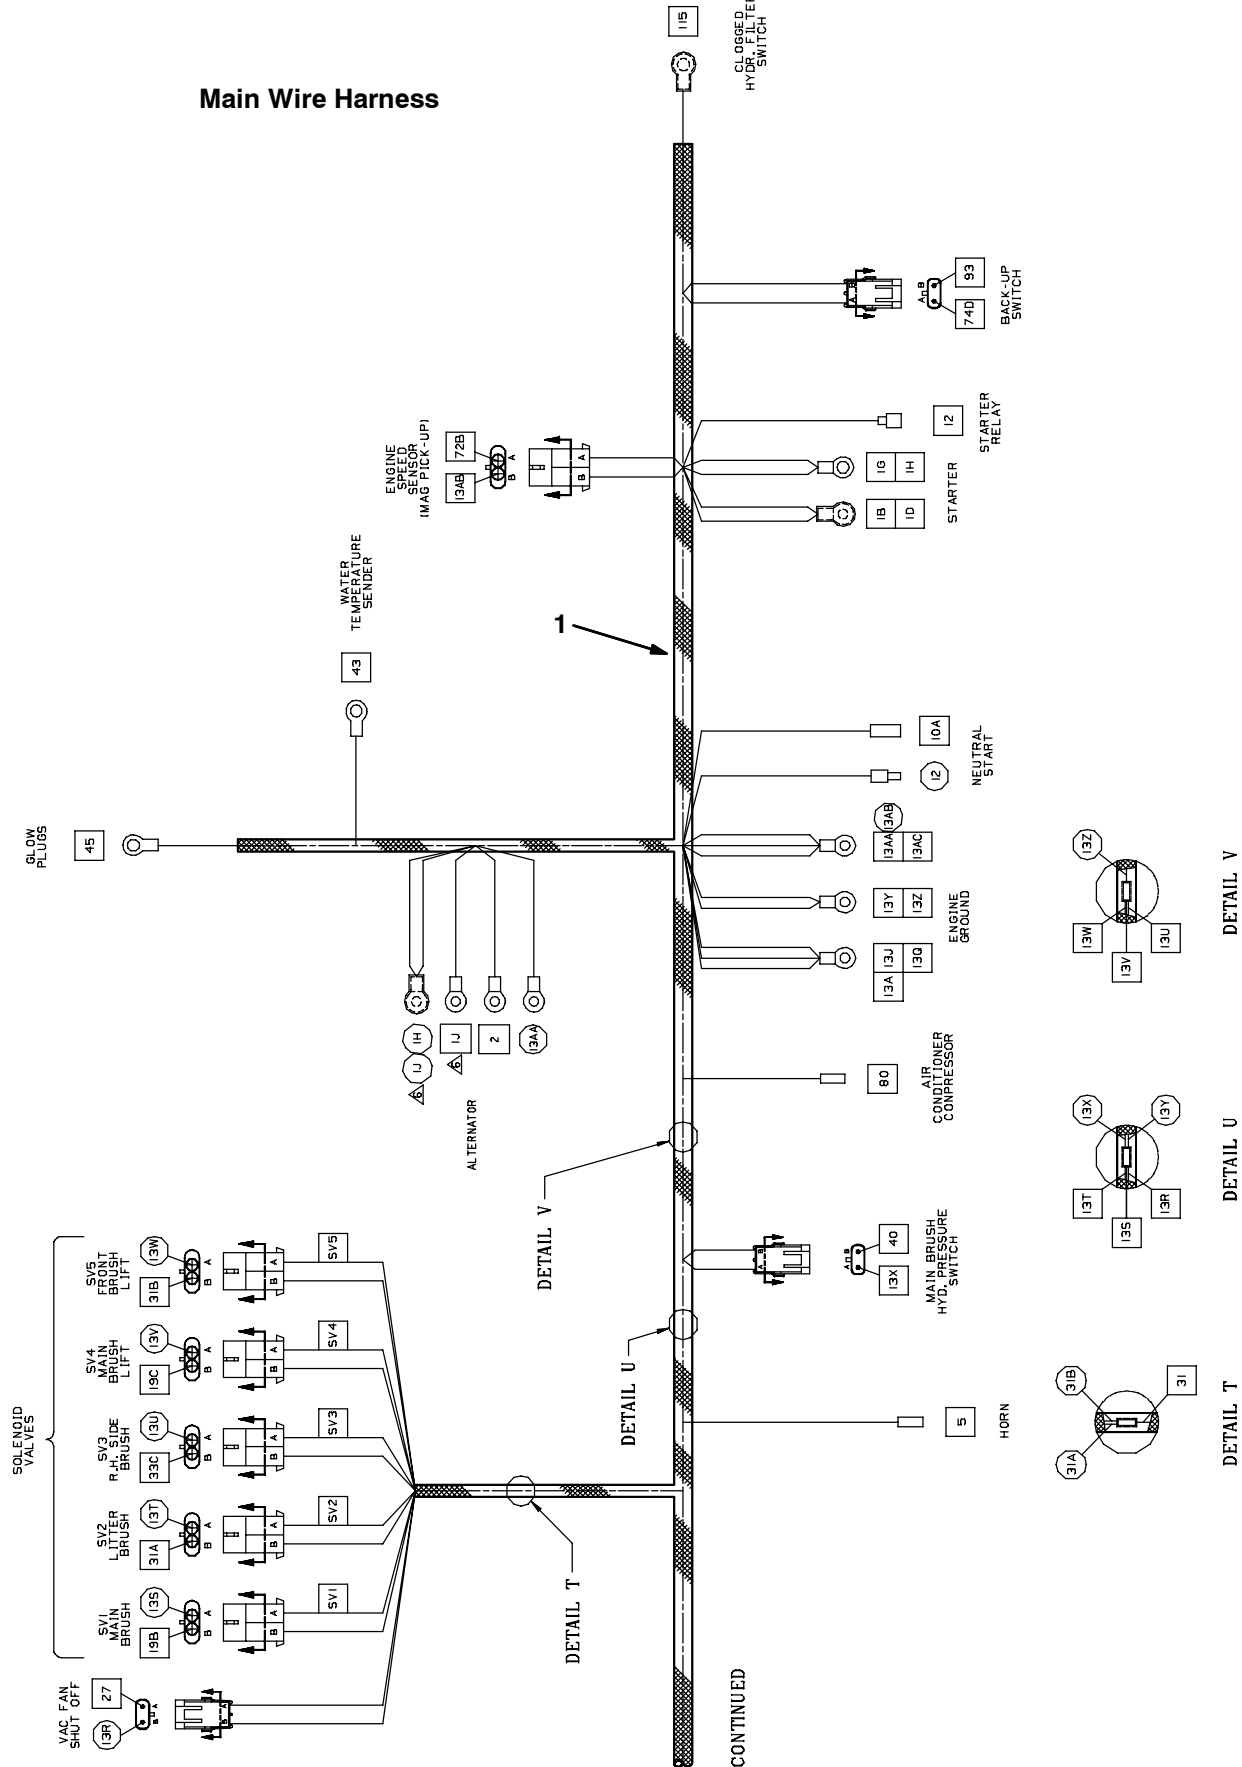 Main Wire Harness
115
CLOGGED
HYDR. FILTER
SWITCH
A B
A B
74D
93
BACK-UP
SWITCH
ENGINE
SPEED
SENSOR
(MAG PICK-UP)
13AB
72B
B A
B A
12
STARTER
RELAY
1G
1H
1B
1D
STARTER
WATER
TEMPERATURE
SENDER
43
1
GLOW
PLUGS
45
10A
12
NEUTRAL
START
13AB
13AA
13AC
13Y
13Z
13J
13Q
13A
ENGINE
GROUND
1H
1J
6
1J
6
2
13AA
ALTERNATOR
80
AIR
CONDITIONER
CONPRESSOR
DETAIL V
A B
A B
13X
40
MAIN BRUSH
HYD. PRESSURE
SWITCH
DETAIL U
5
HORN
SOLENOID
VALVES
SV5
FRONT
BRUSH
LIFT
31B
13W
B A
B A
SV5
SV4
MAIN
BRUSH
LIFT
19C
13V
B A
B A
SV4
SV3
R.H. SIDE
BRUSH
33C
13U
B A
B A
SV3
SV2
LITTER
BRUSH
31A
13T
B A
B A
SV2
SV1
MAIN
BRUSH
19B
13S
B A
B A
SV1
VAC FAN
SHUT OFF
13R
27
B A
B A
DETAIL T
CONTINUED
13W
13Z
13V
13U
DETAIL V
13T
13X
13S
13R
13Y
DETAIL U
31A
31B
31
DETAIL T